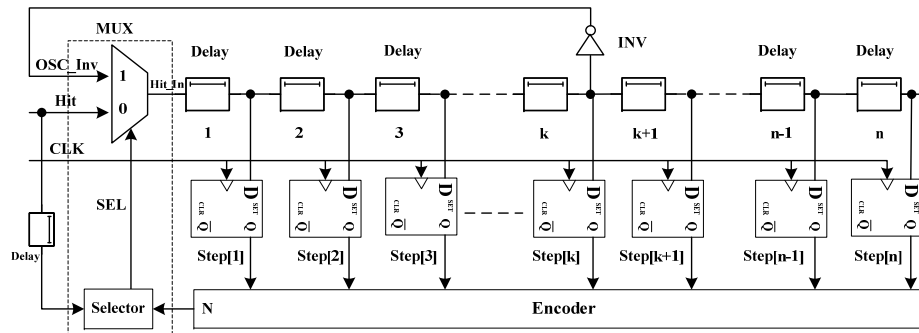 MUX
INV
OSC_Inv
Delay Delay Delay Delay Delay
1
Hit
Hit_In
0
1 2 3 k k+1 n-1 n
CLK
SEL
D SET Q CLR Q
D SET Q CLR Q
D SET Q CLR Q
D SET Q CLR Q
D SET Q CLR Q
D SET Q CLR Q
D SET Q CLR Q
Delay
Step[1] Step[2] Step[3] Step[k] Step[k+1] Step[n-1] Step[n]
Selector
N
Encoder